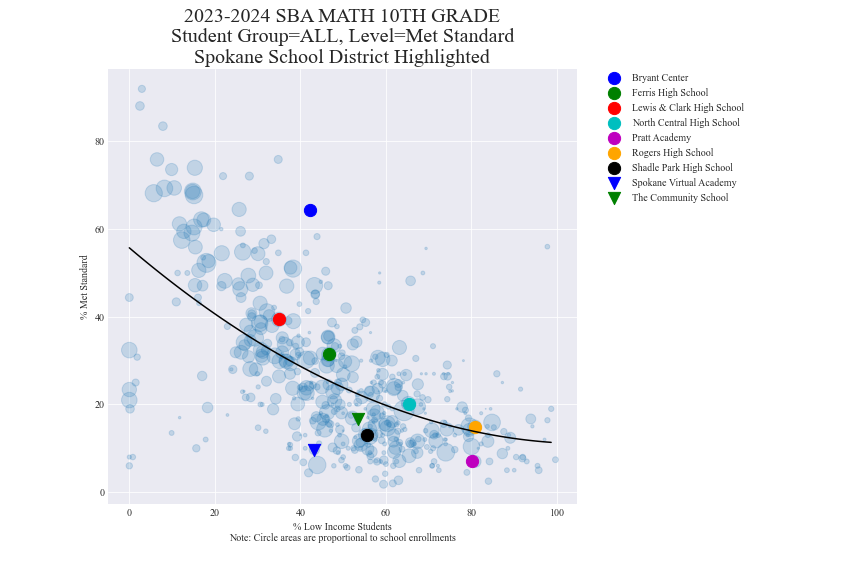 2023-2024 SBA MATH 10TH GRADE
Student Group=ALL, Level=Met Standard
Spokane School District Highlighted
Bryant Center
Ferris High School
Lewis & Clark High School
North Central High School
Pratt Academy
Rogers High School
Shadle Park High School
Spokane Virtual Academy
The Community School
% Met Standard
80
60
40
20
0
0 20 40 60 80 100
% Low Income Students
Note: Circle areas are proportional to school enrollments